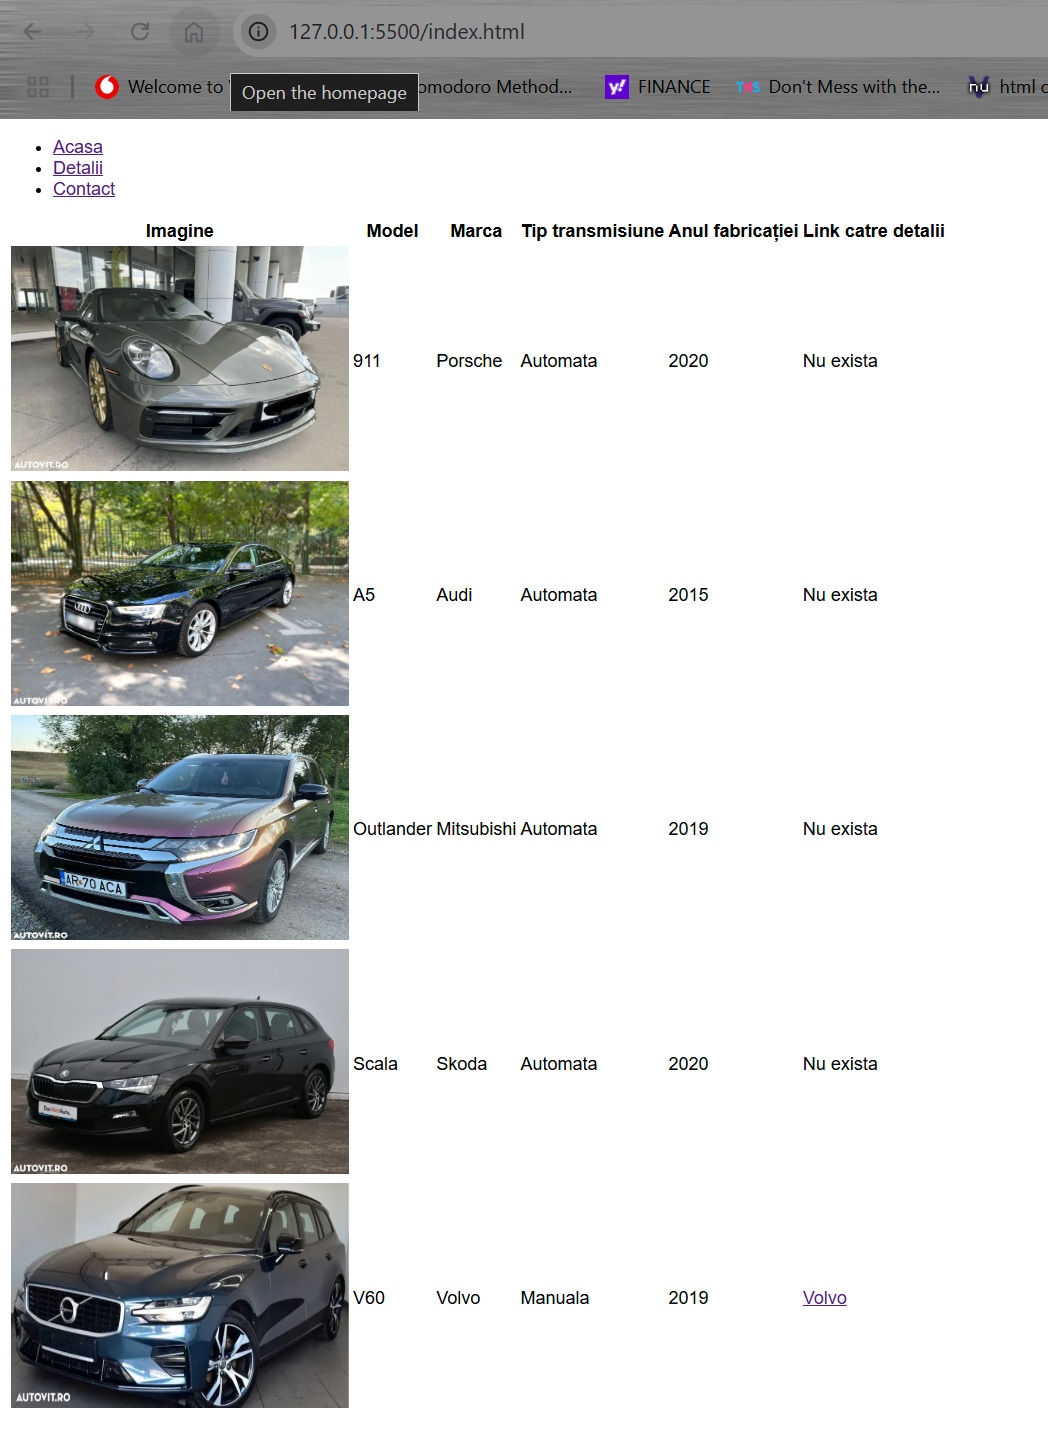 127.0.0.1:5500/index.html
Welcome to
Open the homepage
omodoro Method...
FINANCE
Don't Mess with the...
html
Acasa
Detalii
Contact
Imagine Model Marca Tip transmisiune Anul fabricației Link catre detalii
AUTOVIT.RO
911 Porsche Automata 2020 Nu exista
AUTOVIT.RO
A5 Audi Automata 2015 Nu exista
AR-70 ACA
AUTOVIT.RO
Outlander Mitsubishi Automata 2019 Nu exista
AUTOVIT.RO
Scala Skoda Automata 2020 Nu exista
AUTOVIT.RO
V60 Volvo Manuala 2019 Volvo